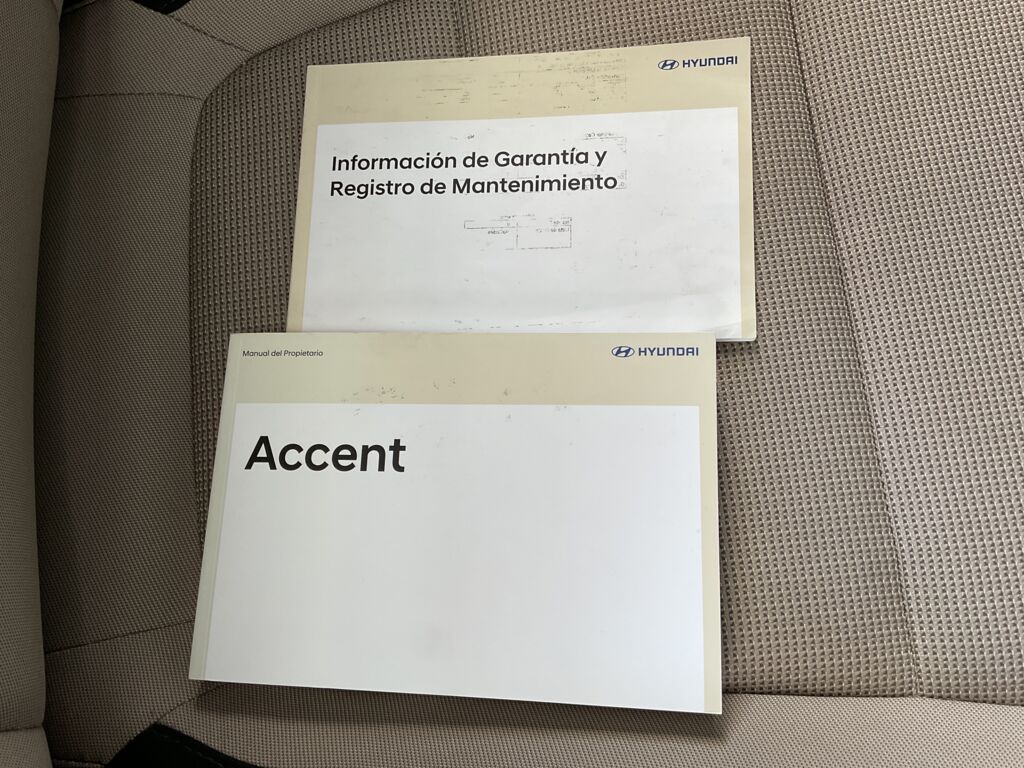 HYUNDAI
Información de Garantía y
Registro de Mantenimiento
Manual del Propietario
HYUNDAI
Accent